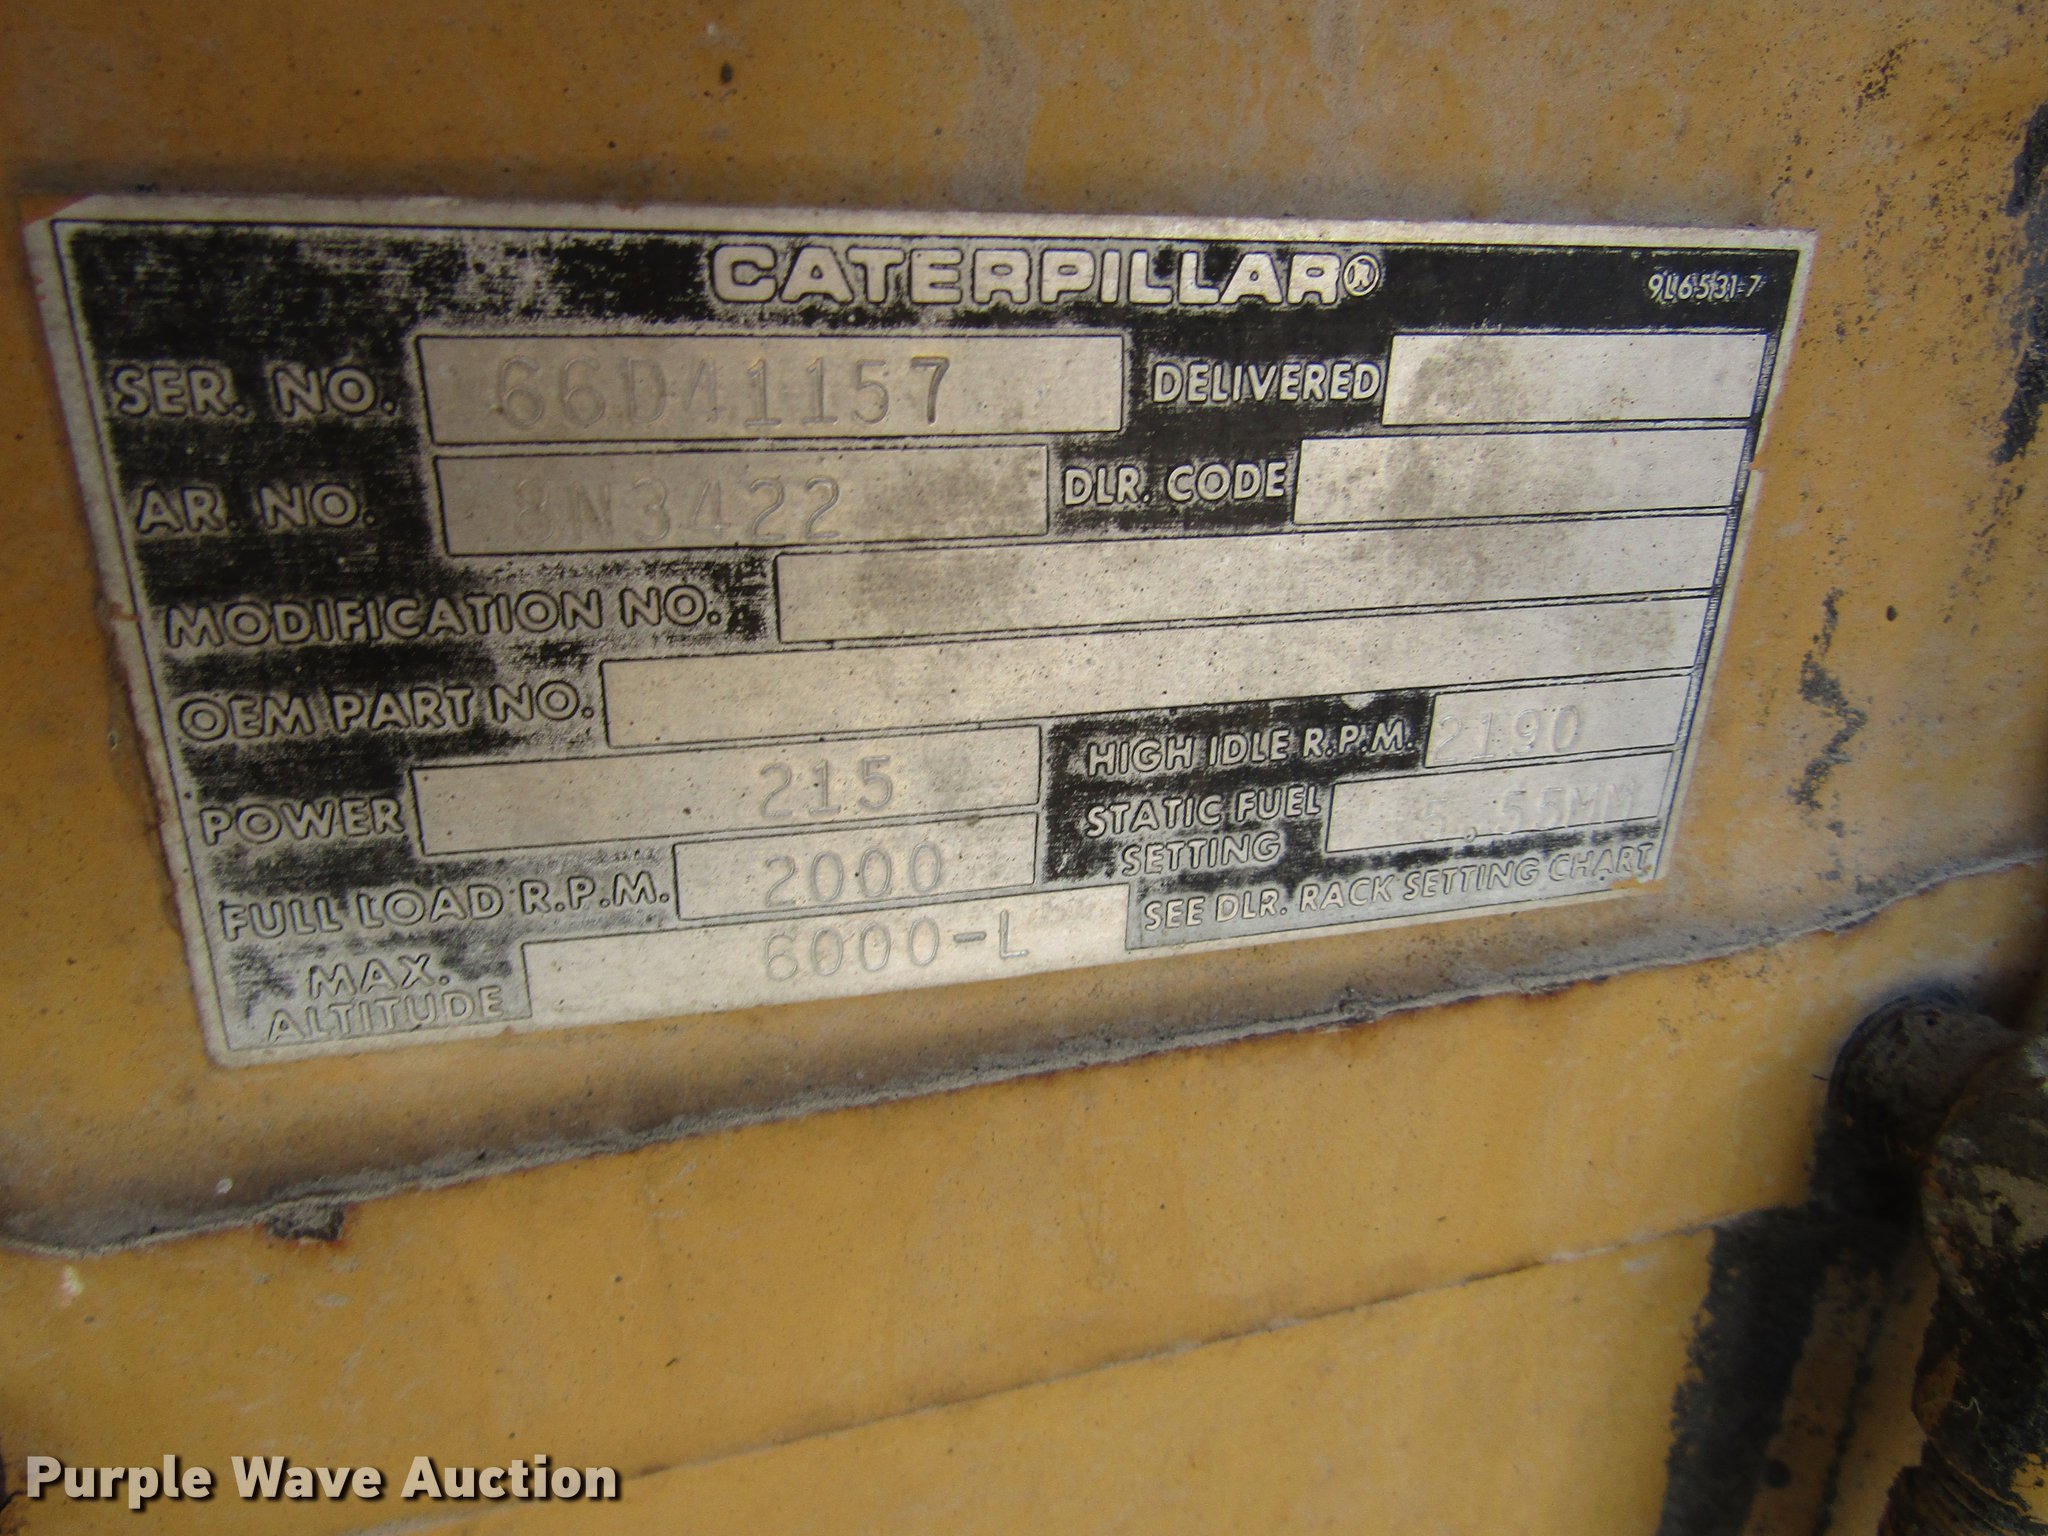 CATERPILLAR®
9L6531-7
SER. NO. 66D41157 DELIVERED
AR. NO. 8N3422 DLR. CODE
MODIFICATION NO.
OEM PART NO.
POWER 215 HIGH IDLE R.P.M. 2190
FULL LOAD R.P.M. 2000 STATIC FUEL SETTING 5.55MM
MAX. ALTITUDE 6000-L SEE DLR. RACK SETTING CHART
Purple Wave Auction